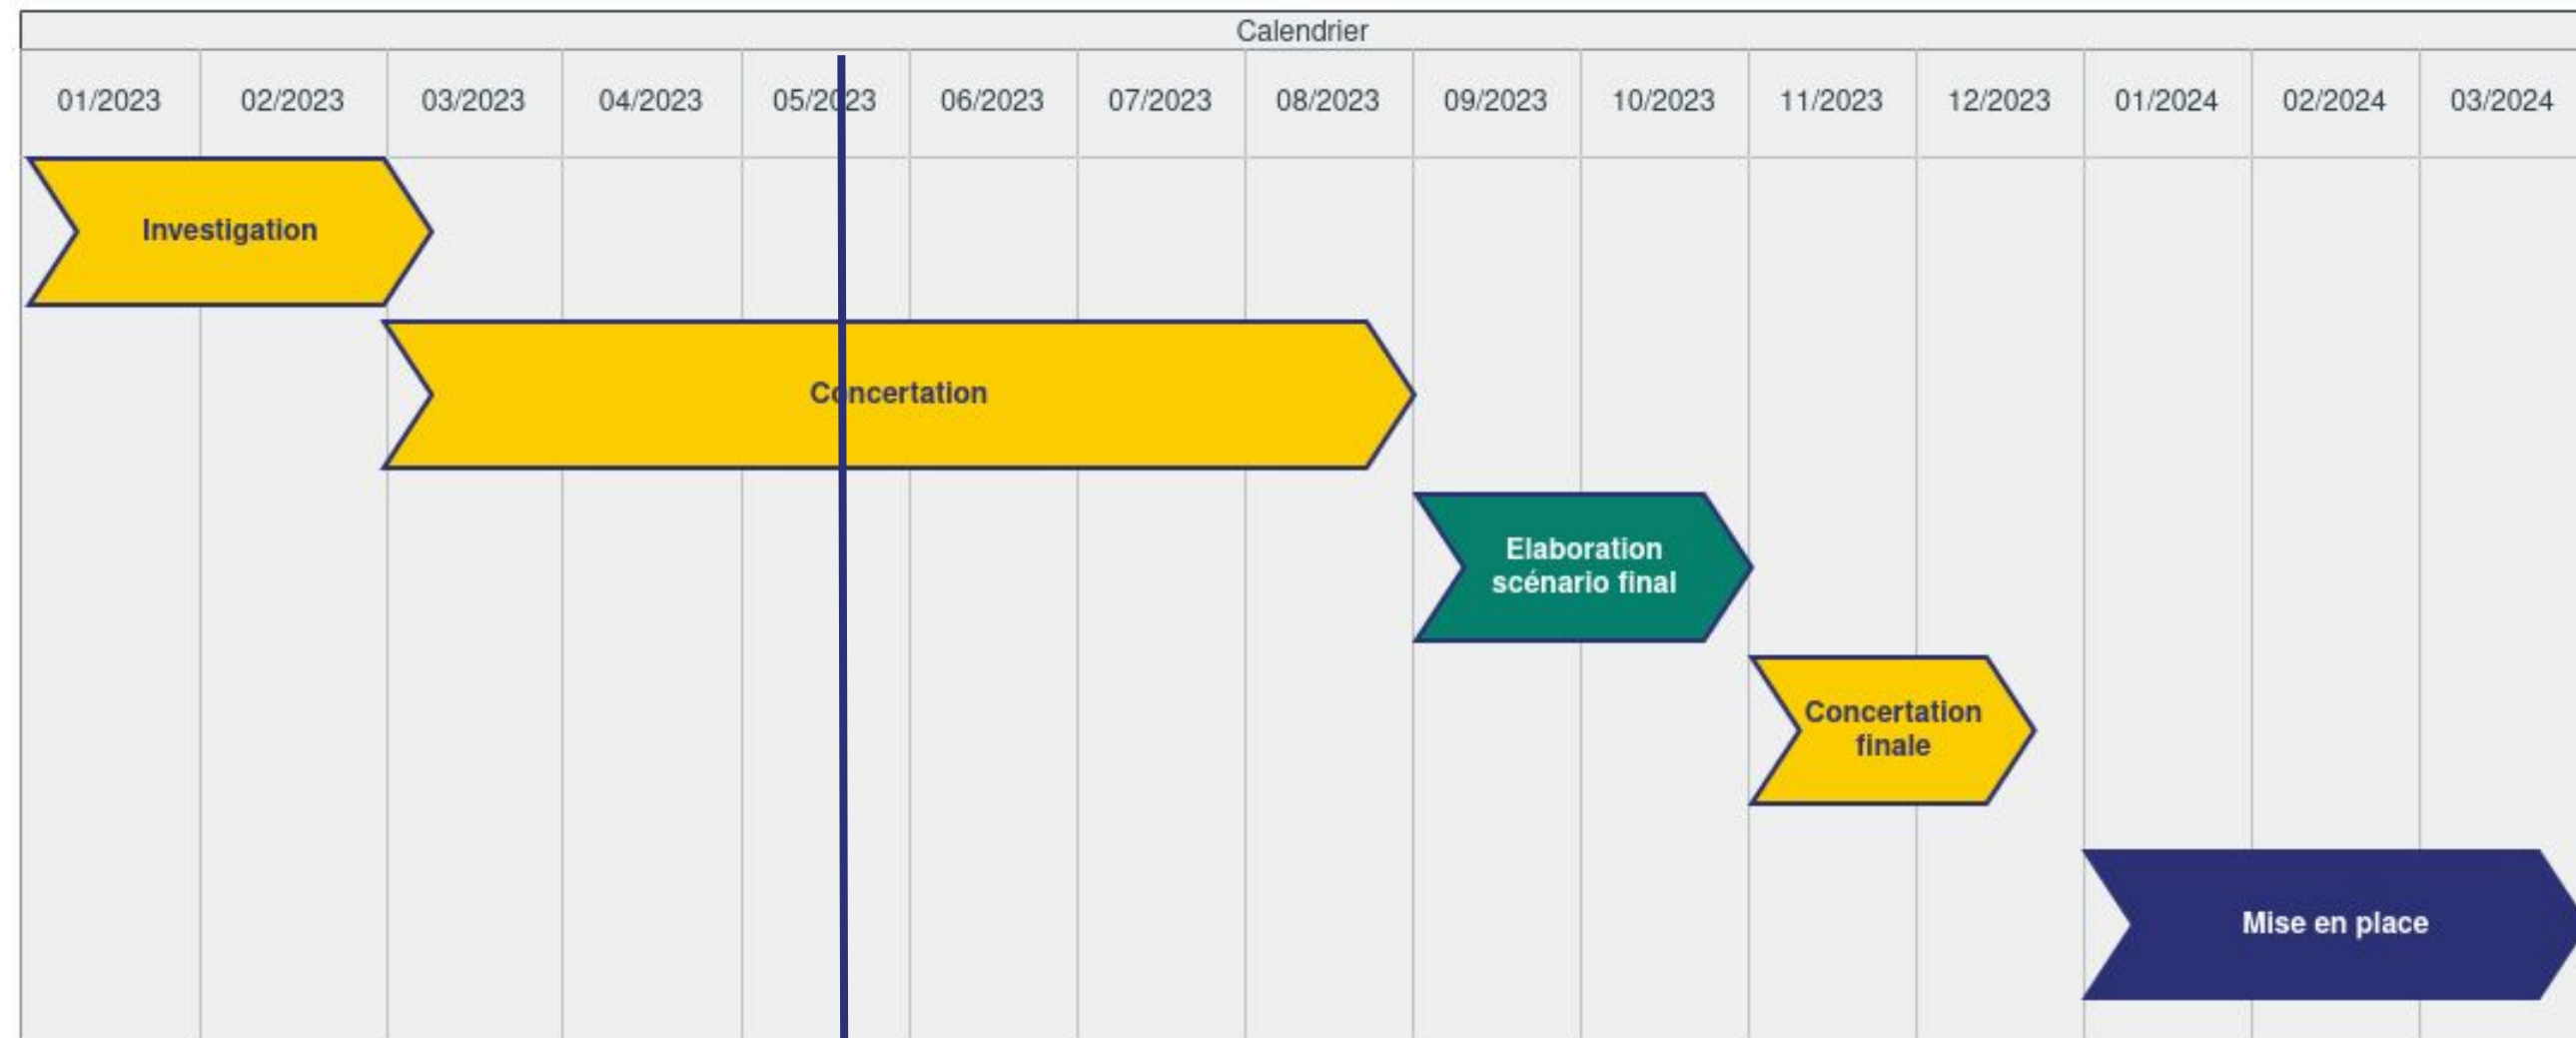 Calendrier
01/2023 02/2023 03/2023 04/2023 05/2023 06/2023 07/2023 08/2023 09/2023 10/2023 11/2023 12/2023 01/2024 02/2024 03/2024
Investigation
Concertation
Elaboration
scénario final
Concertation
finale
Mise en place